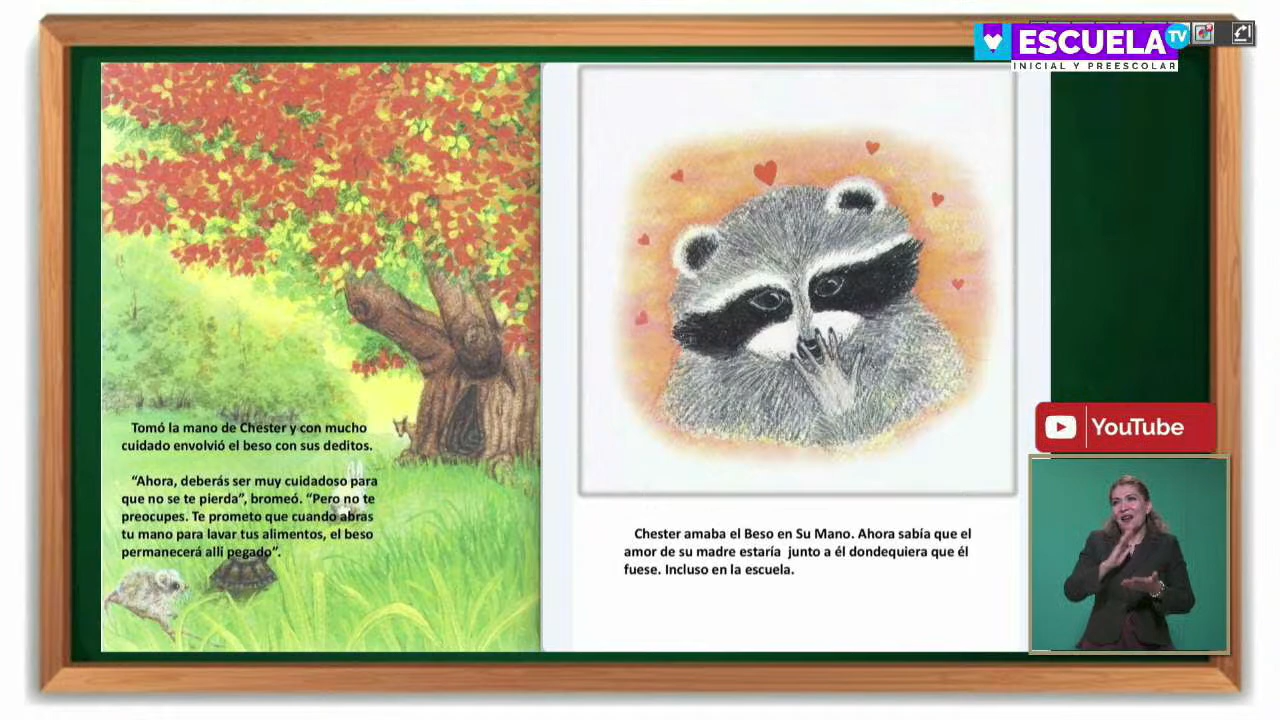 ESCUELA TV
INICIAL Y PREESCOLAR
Tomó la mano de Chester y con mucho
cuidado envolvió el beso con sus deditos.
“Ahora, deberás ser muy cuidadoso para
que no se te pierda”, bromeó. “Pero no te
preocupes. Te prometo que cuando abras
tu mano para lavar tus alimentos, el beso
permanecerá allí pegado”.
Chester amaba el Beso en Su Mano. Ahora sabía que el
amor de su madre estaría junto a él dondequiera que él
fuese. Incluso en la escuela.
YouTube